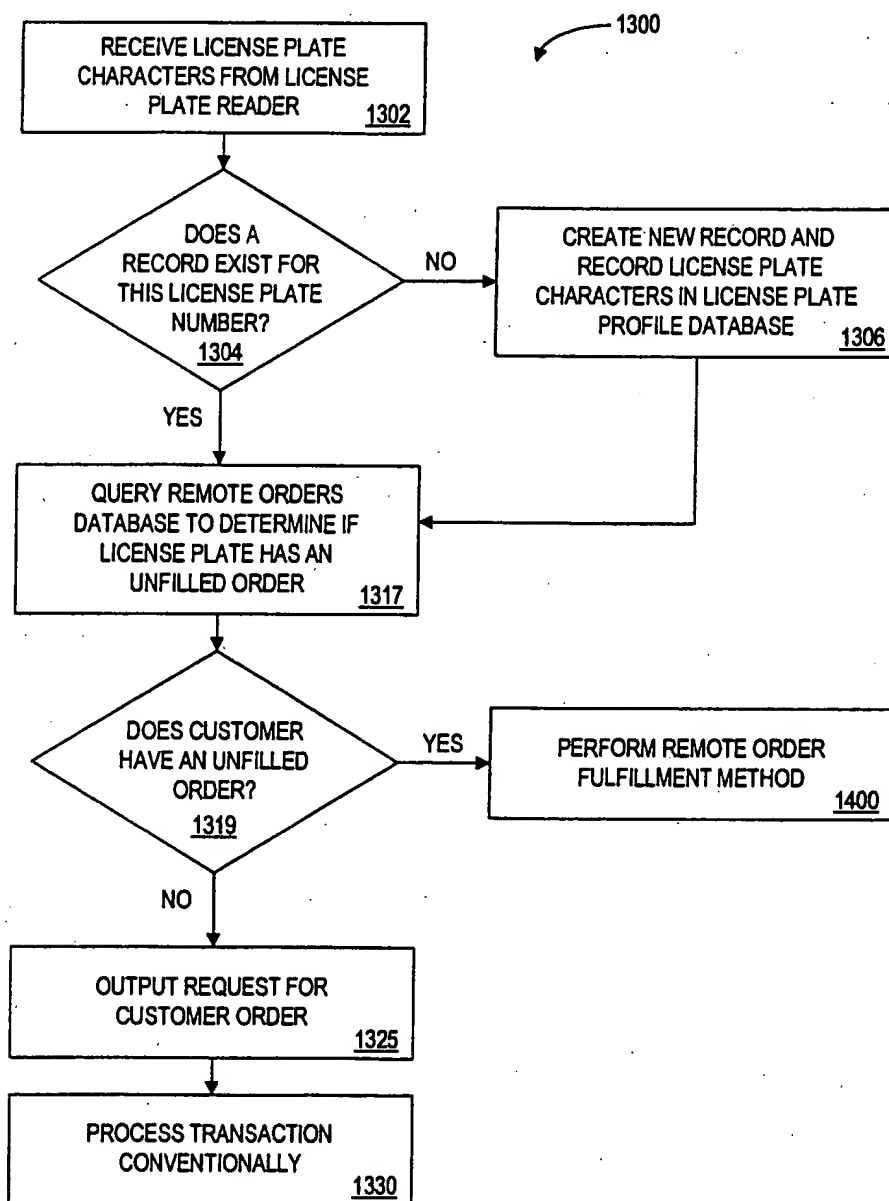 1300
RECEIVE LICENSE PLATE
CHARACTERS FROM LICENSE
PLATE READER
1302
DOES A
RECORD EXIST FOR
THIS LICENSE PLATE
NUMBER?
1304
NO
CREATE NEW RECORD AND
RECORD LICENSE PLATE
CHARACTERS IN LICENSE PLATE
PROFILE DATABASE
1306
YES
QUERY REMOTE ORDERS
DATABASE TO DETERMINE IF
LICENSE PLATE HAS AN
UNFILLED ORDER
1317
DOES CUSTOMER
HAVE AN UNFILLED
ORDER?
1319
YES
PERFORM REMOTE ORDER
FULFILLMENT METHOD
1400
NO
OUTPUT REQUEST FOR
CUSTOMER ORDER
1325
PROCESS TRANSACTION
CONVENTIONALLY
1330